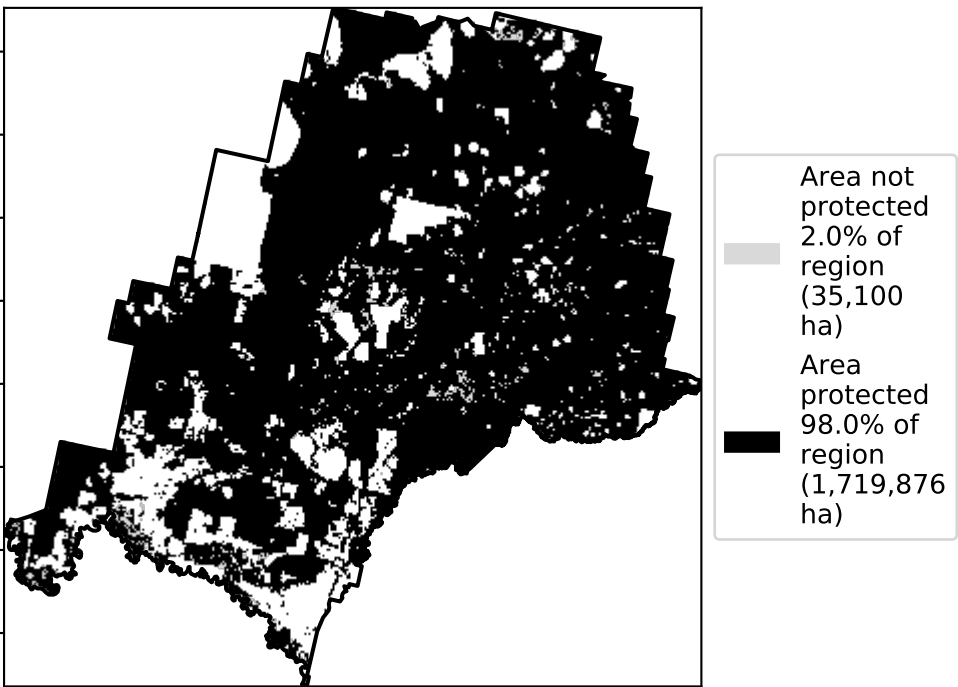 Area not
protected
2.0% of
region
(35,100
ha)
Area
protected
98.0% of
region
(1,719,876
ha)